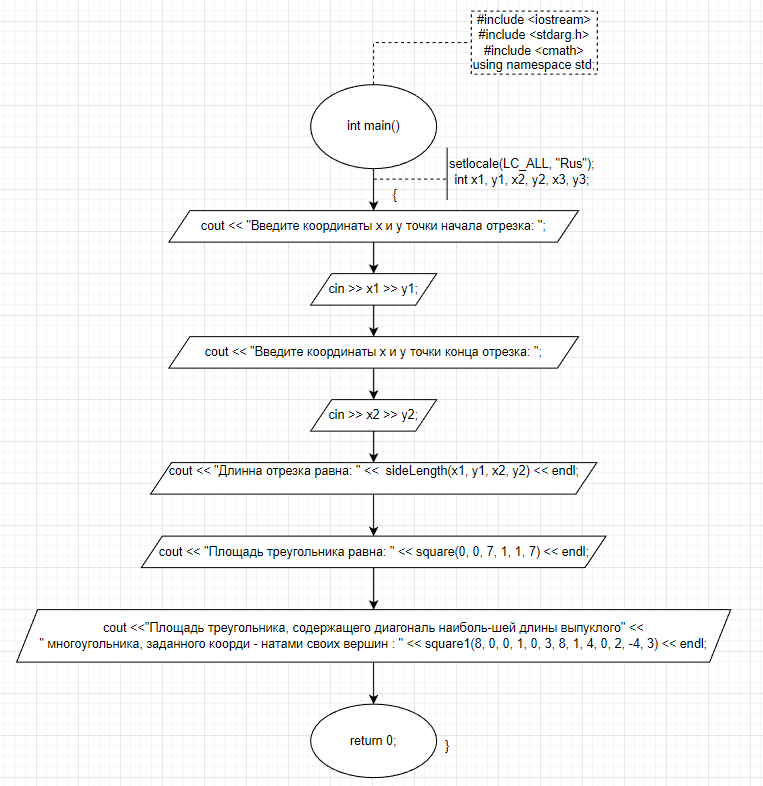 #include <iostream>
#include <stdarg.h>
#include <cmath>
using namespace std;
int main()
setlocale(LC_ALL, "Rus");
int x1, y1, x2, y2, x3, y3;
{
cout << "Введите координаты x и y точки начала отрезка: ";
cin >> x1 >> y1;
cout << "Введите координаты x и y точки конца отрезка: ";
cin >> x2 >> y2;
cout << "Длинна отрезка равна: " << sideLength(x1, y1, x2, y2) << endl;
cout << "Площадь треугольника равна: " << square(0, 0, 7, 1, 1, 7) << endl;
cout <<"Площадь треугольника, содержащего диагональ наиболь-шей длины выпуклого" <<
" многоугольника, заданного коорди - натами своих вершин : " << square1(8, 0, 0, 1, 0, 3, 8, 1, 4, 0, 2, -4, 3) << endl;
return 0;
}